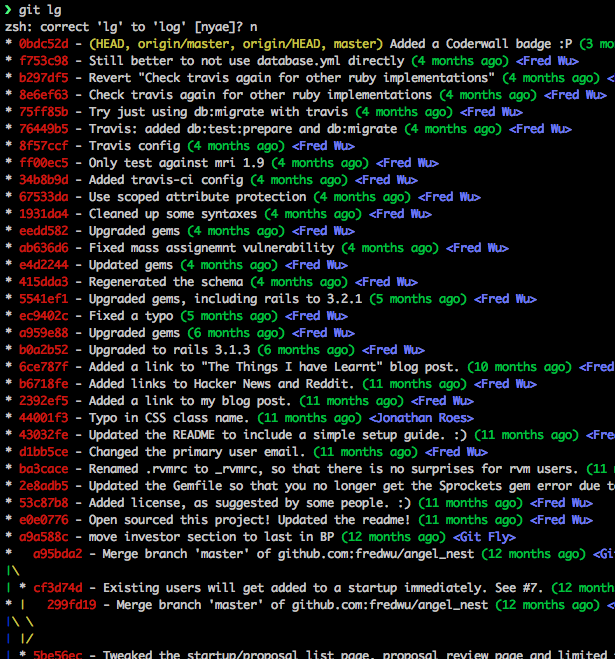 ❯ git lg
zsh: correct 'lg' to 'log' [nyae]? n
* 0bdc52d - (HEAD, origin/master, origin/HEAD, master) Added a Coderwall badge :P (3 mo
* f753c98 - Still better to not use database.yml directly (4 months ago) <Fred Wu>
* b297df5 - Revert "Check travis again for other ruby implementations" (4 months ago) <
* 8e6ef63 - Check travis again for other ruby implementations (4 months ago) <Fred Wu>
* 75ff85b - Try just using db:migrate with travis (4 months ago) <Fred Wu>
* 76449b5 - Travis: added db:test:prepare and db:migrate (4 months ago) <Fred Wu>
* 8f57ccf - Travis config (4 months ago) <Fred Wu>
* ff00ec5 - Only test against mri 1.9 (4 months ago) <Fred Wu>
* 34b8b9d - Added travis-ci config (4 months ago) <Fred Wu>
* 67533da - Use scoped attribute protection (4 months ago) <Fred Wu>
* 1931da4 - Cleaned up some syntaxes (4 months ago) <Fred Wu>
* eedd582 - Upgraded gems (4 months ago) <Fred Wu>
* ab636d6 - Fixed mass assignemnt vulnerability (4 months ago) <Fred Wu>
* e4d2244 - Updated gems (4 months ago) <Fred Wu>
* 415dda3 - Regenerated the schema (4 months ago) <Fred Wu>
* 5541ef1 - Upgraded gems, including rails to 3.2.1 (5 months ago) <Fred Wu>
* ec9402c - Fixed a typo (5 months ago) <Fred Wu>
* a959e88 - Upgraded gems (6 months ago) <Fred Wu>
* b0a2b52 - Upgraded to rails 3.1.3 (6 months ago) <Fred Wu>
* 6ce787f - Added a link to "The Things I have Learnt" blog post. (10 months ago) <Fred
* b6718fe - Added links to Hacker News and Reddit. (11 months ago) <Fred Wu>
* 2392ef5 - Added a link to my blog post. (11 months ago) <Fred Wu>
* 44001f3 - Typo in CSS class name. (11 months ago) <Jonathan Roes>
* 43032fe - Updated the README to include a simple setup guide. :) (11 months ago) <Fre
* d1bb5ce - Changed the primary user email. (11 months ago) <Fred Wu>
* ba3cace - Renamed .rvmrc to _rvmrc, so that there is no surprises for rvm users. (11
* 2e8adb5 - Updated the Gemfile so that you no longer get the Sprockets gem error due to
* 53c87b8 - Added license, as suggested by some people. :) (11 months ago) <Fred Wu>
* e0e0776 - Open sourced this project! Updated the readme! (11 months ago) <Fred Wu>
* a9a588c - move investor section to last in BP (12 months ago) <Git Fly>
*   a95bda2 - Merge branch 'master' of github.com:fredwu/angel_nest (12 months ago) <Gi
|\
| * cf3d74d - Existing users will get added to a startup immediately. See #7. (12 month
* |   299fd19 - Merge branch 'master' of github.com:fredwu/angel_nest (12 months ago) <
|\ \
| |/
| * 5be56ec - Tweaked the startup/proposal list page, proposal review page and limited